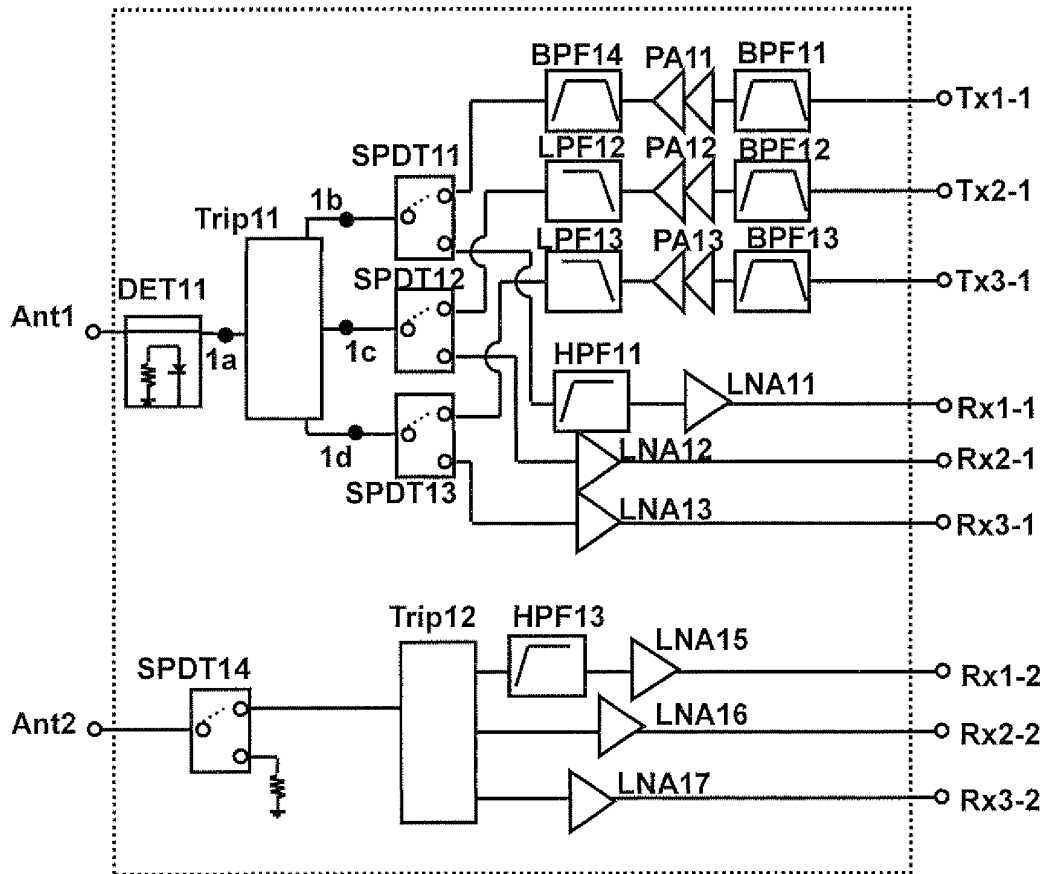 BPF14 PA11 BPF11
Tx1-1
SPDT11 LPF12 PA12 BPF12
Tx2-1
1b
Trip11 LPF13 PA13 BPF13
Tx3-1
SPDT12
DET11
Ant1
1a 1c
HPF11
LNA11
Rx1-1
1d
LNA12
Rx2-1
SPDT13
LNA13
Rx3-1
Trip12 HPF13
LNA15
Rx1-2
SPDT14
LNA16
Ant2
Rx2-2
LNA17
Rx3-2